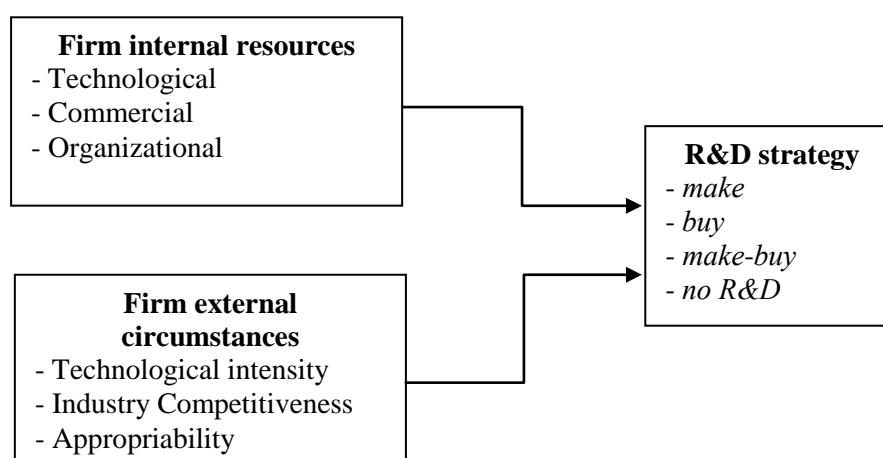 Firm internal resources
- Technological
- Commercial
- Organizational
R&D strategy
- make
- buy
- make-buy
- no R&D
Firm external
circumstances
- Technological intensity
- Industry Competitiveness
- Appropriability